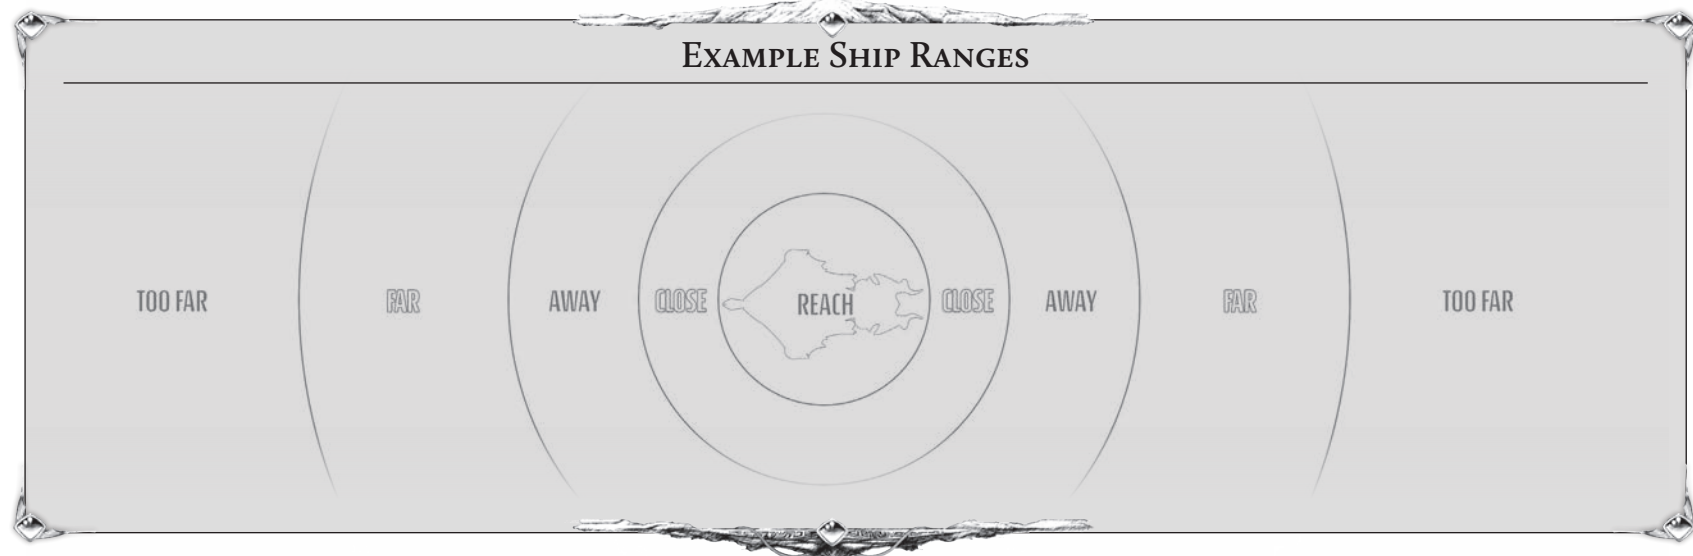 Example Ship Ranges
TOO FAR FAR AWAY CLOSE REACH CLOSE AWAY FAR TOO FAR